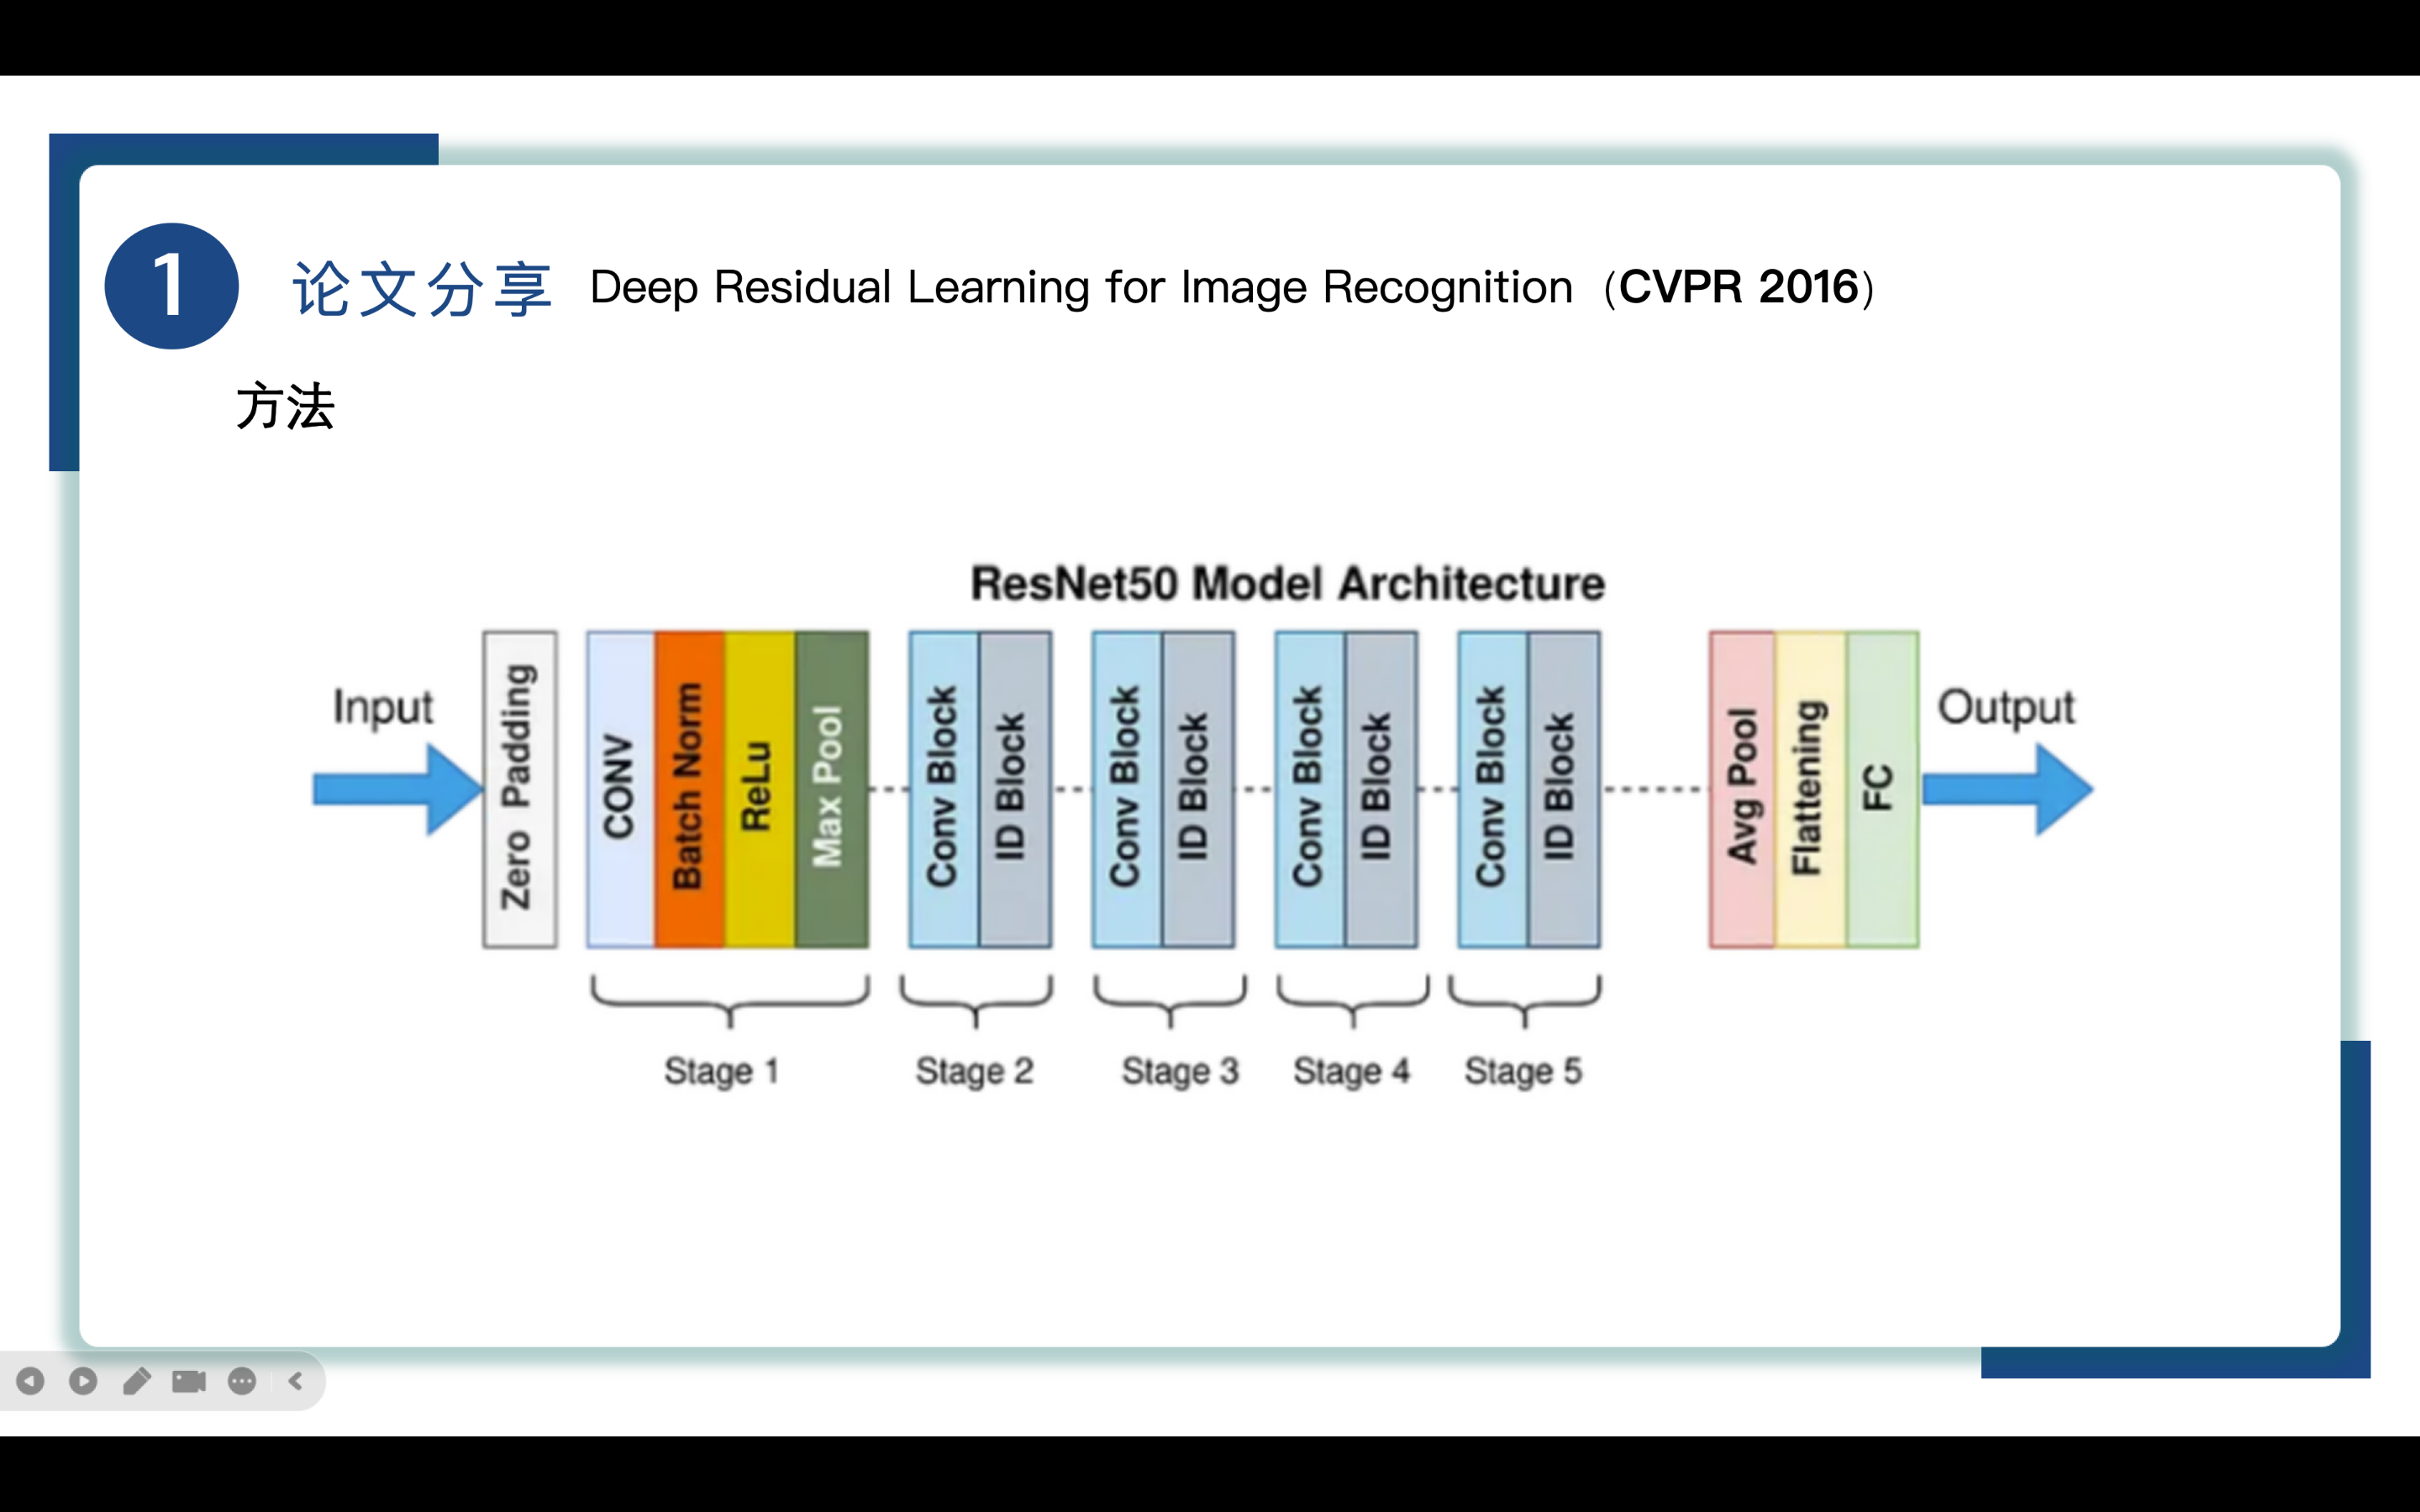 1
论文分享 Deep Residual Learning for Image Recognition（CVPR 2016）
方法
ResNet50 Model Architecture
Input
Zero Padding
CONV
Batch Norm
ReLu
Max Pool
Conv Block
ID Block
Conv Block
ID Block
Conv Block
ID Block
Conv Block
ID Block
Avg Pool
Flattening
FC
Output
Stage 1
Stage 2
Stage 3
Stage 4
Stage 5